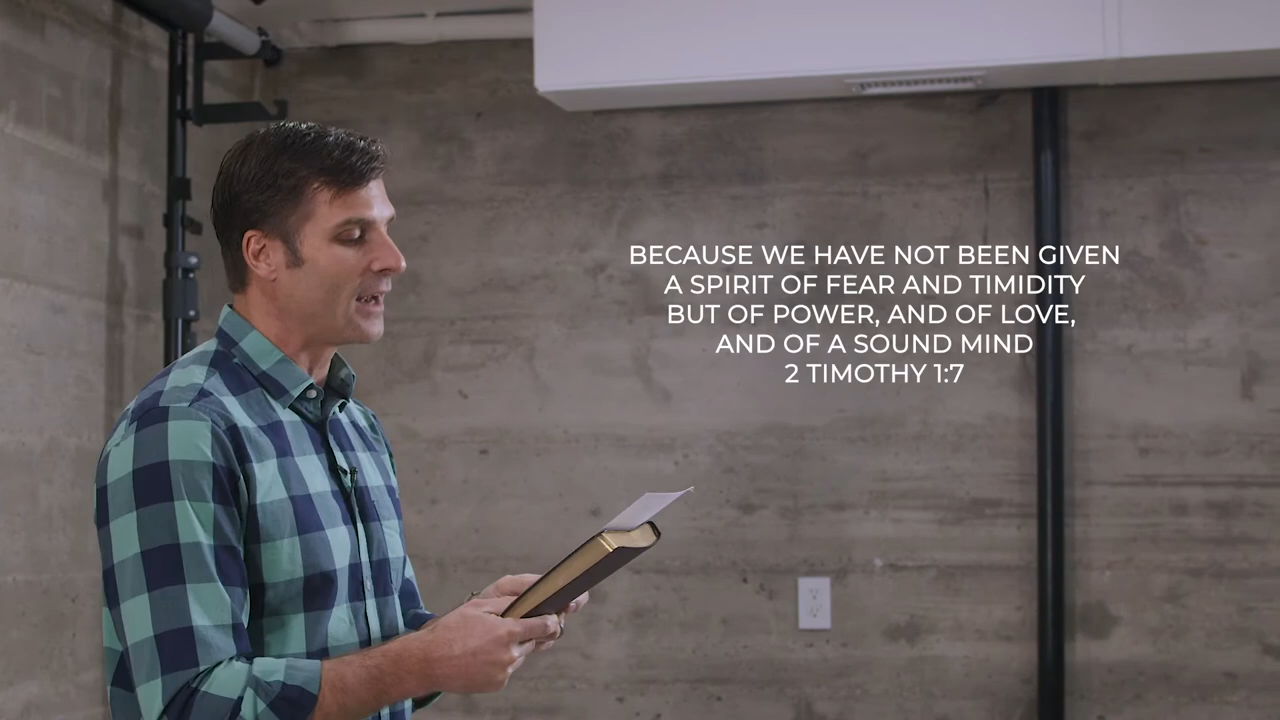 BECAUSE WE HAVE NOT BEEN GIVEN
A SPIRIT OF FEAR AND TIMIDITY
BUT OF POWER, AND OF LOVE,
AND OF A SOUND MIND
2 TIMOTHY 1:7